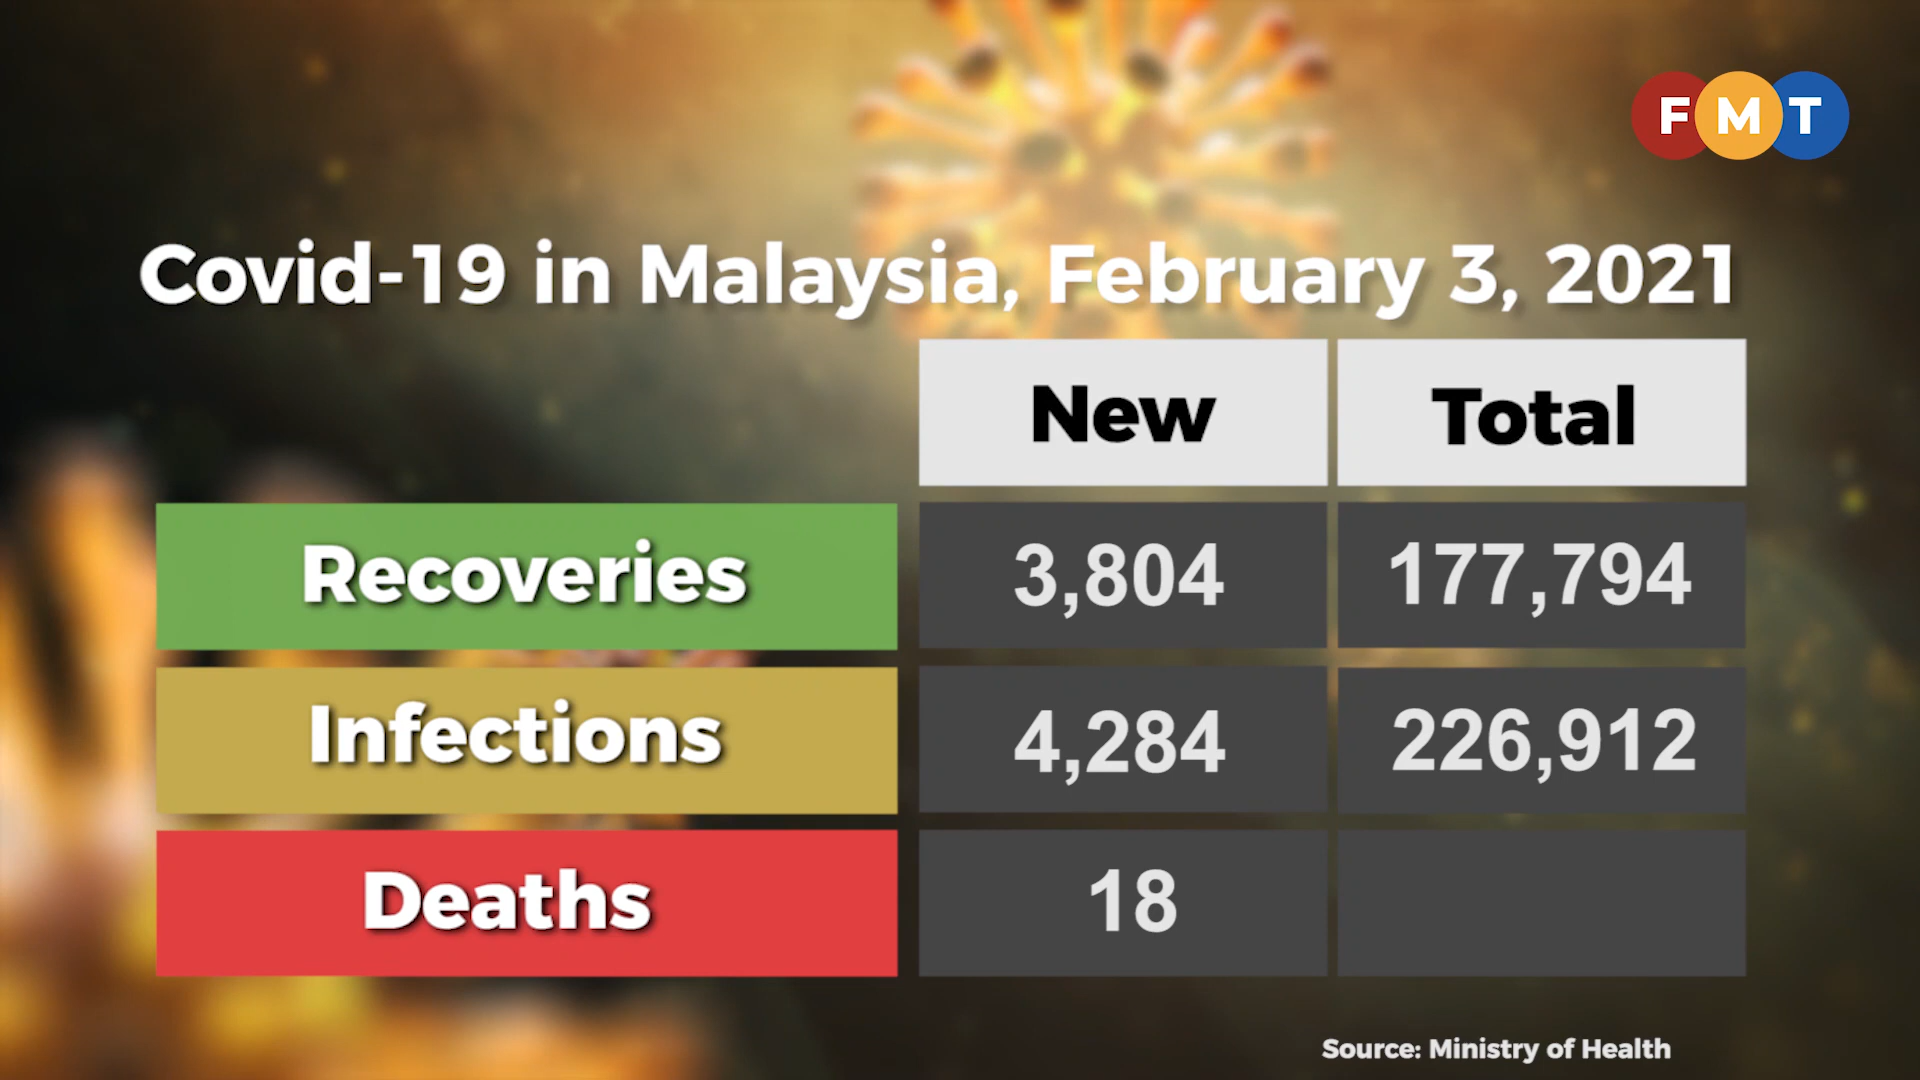 FMT
Covid-19 in Malaysia, February 3, 2021
New Total
Recoveries 3,804 177,794
Infections 4,284 226,912
Deaths 18
Source: Ministry of Health